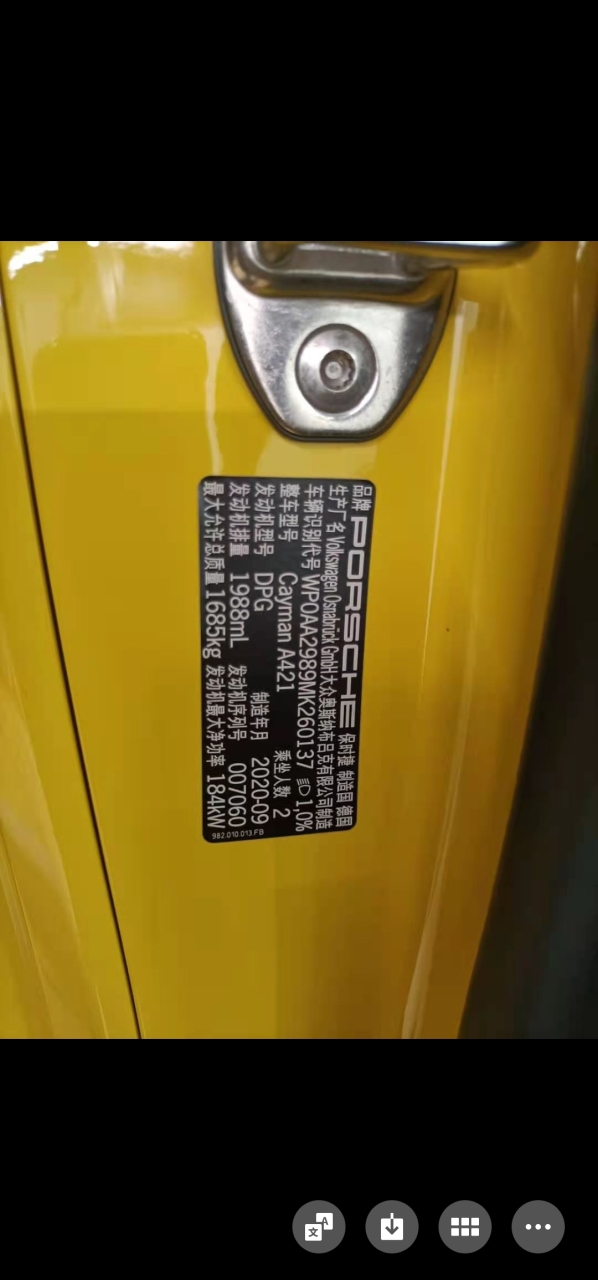 品牌 PORSCHE 保时捷 制造国 德国
生产厂名 Volkswagen Osnabrück GmbH 大众奥斯纳布吕克有限公司制造
车辆识别代号 WP0AA2989MK260137 1,0%
整车型号 Cayman A421 乘坐人数 2
发动机型号 DPG 制造年月 2020-09
发动机排量 1988mL 发动机序列号 007060
最大允许总质量 1685kg 发动机最大净功率 184kW
982.010.013.FB